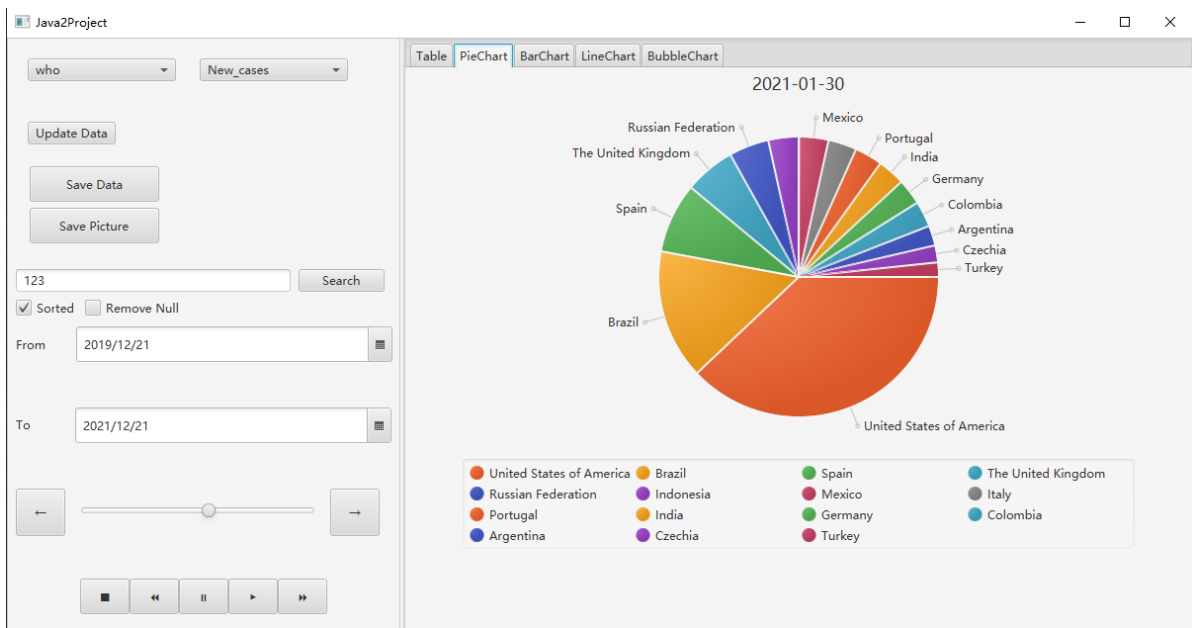 Java2Project
who
New_cases
Update Data
Save Data
Save Picture
123
Search
Sorted
Remove Null
From
2019/12/21
To
2021/12/21
←
→
Table
PieChart
BarChart
LineChart
BubbleChart
2021-01-30
Mexico
Russian Federation
Portugal
The United Kingdom
India
Germany
Spain
Colombia
Argentina
Czechia
Turkey
Brazil
United States of America
United States of America
Brazil
Spain
The United Kingdom
Russian Federation
Indonesia
Mexico
Italy
Portugal
India
Germany
Colombia
Argentina
Czechia
Turkey